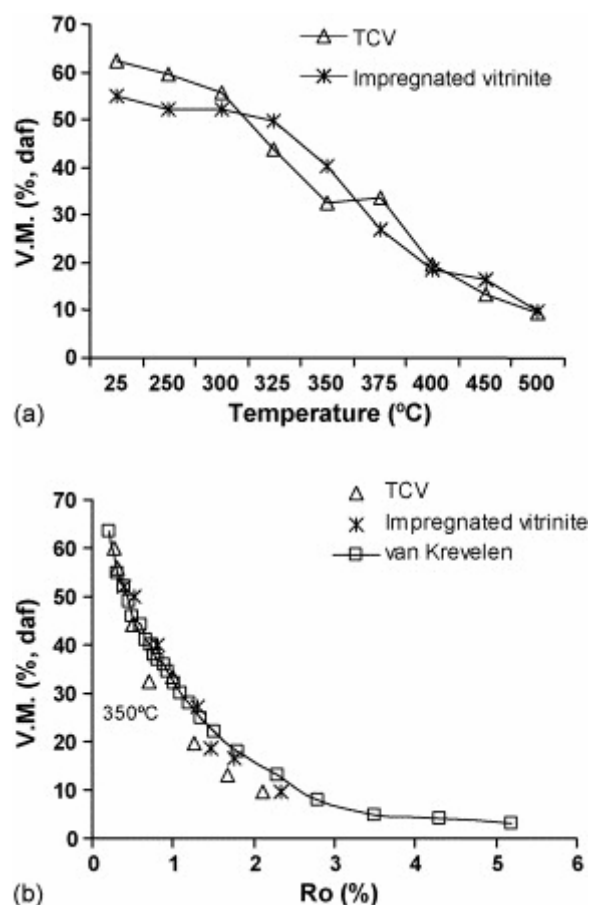 70
60
50
40
30
20
10
0
V.M. (%, daf)
TCV
Impregnated vitrinite
25 250 300 325 350 375 400 450 500
(a)
Temperature (ºC)
70
60
50
40
30
20
10
0
V.M. (%, daf)
TCV
Impregnated vitrinite
van Krevelen
350ºC
0 1 2 3 4 5 6
(b)
Ro (%)